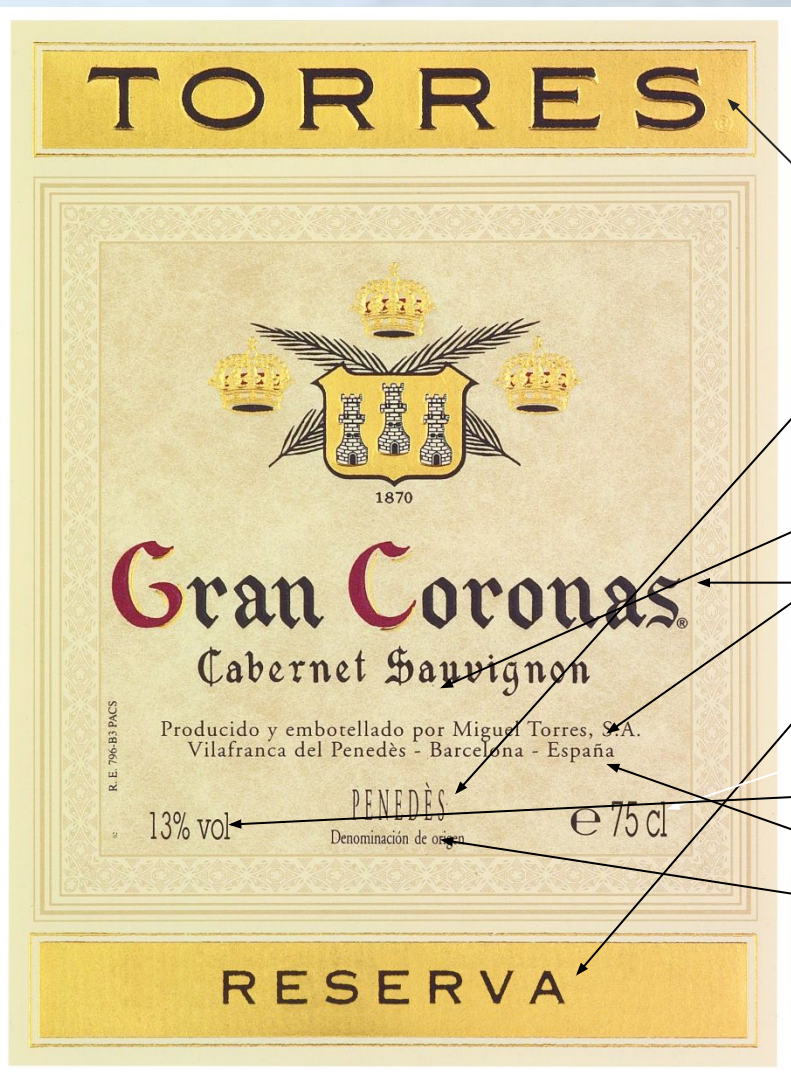 TORRES
®
1870
Gran Coronas®
Cabernet Sauvignon
Producido y embotellado por Miguel Torres, S.A.
Vilafranca del Penedès - Barcelona - España
R. E. 796-B3 PACS
PENEDÈS
13% vol
℮ 75 cl
Denominación de origen
RESERVA